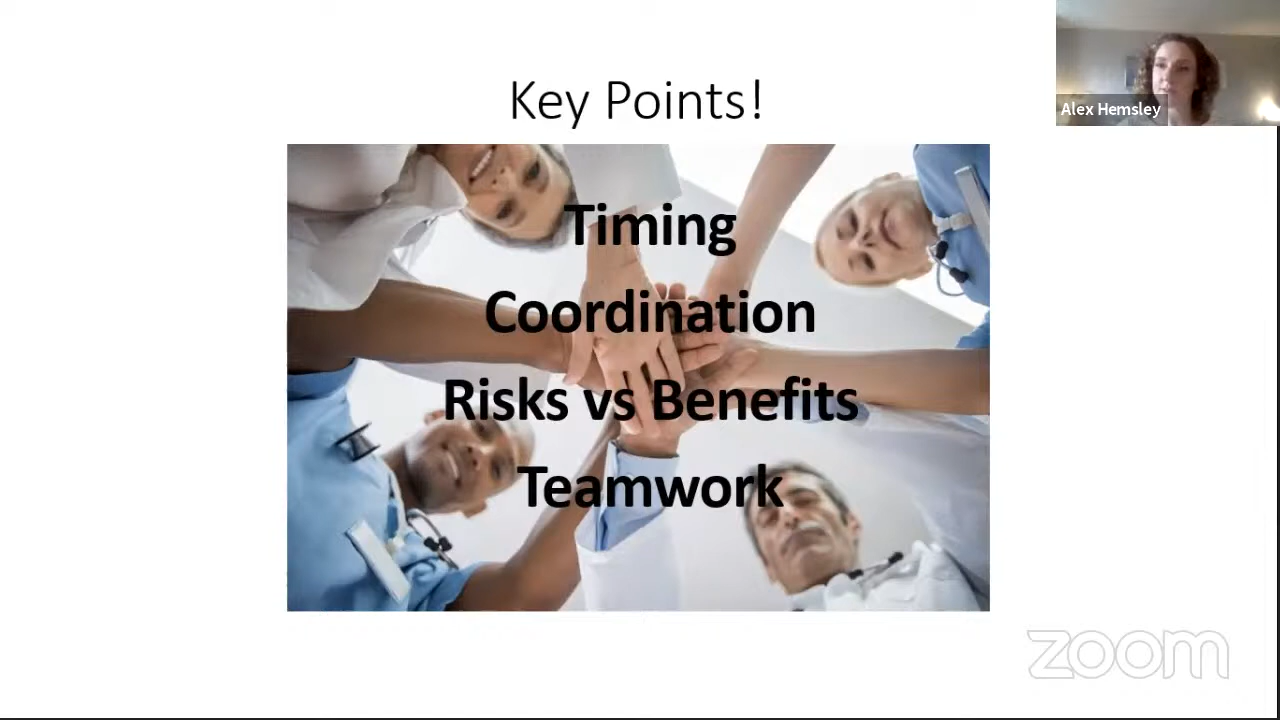 Key Points!
Alex Hemsley
Timing
Coordination
Risks vs Benefits
Teamwork
zoom